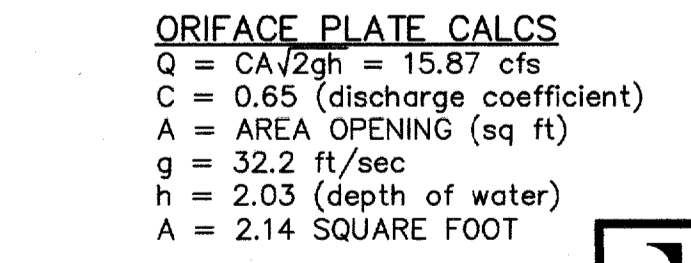 ORIFACE PLATE CALCS
Q = CA√2gh = 15.87 cfs
C = 0.65 (discharge coefficient)
A = AREA OPENING (sq ft)
g = 32.2 ft/sec
h = 2.03 (depth of water)
A = 2.14 SQUARE FOOT